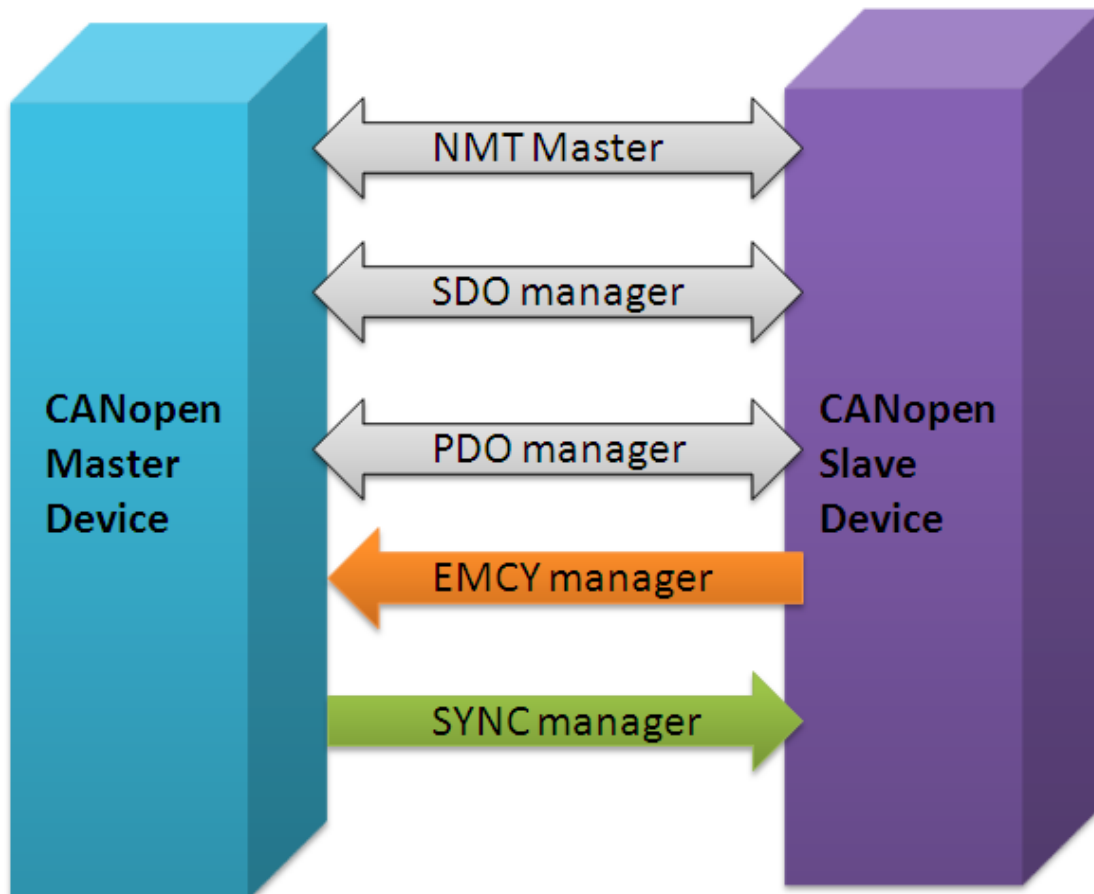 NMT Master
SDO manager
CANopen
Master
Device
PDO manager
CANopen
Slave
Device
EMCY manager
SYNC manager